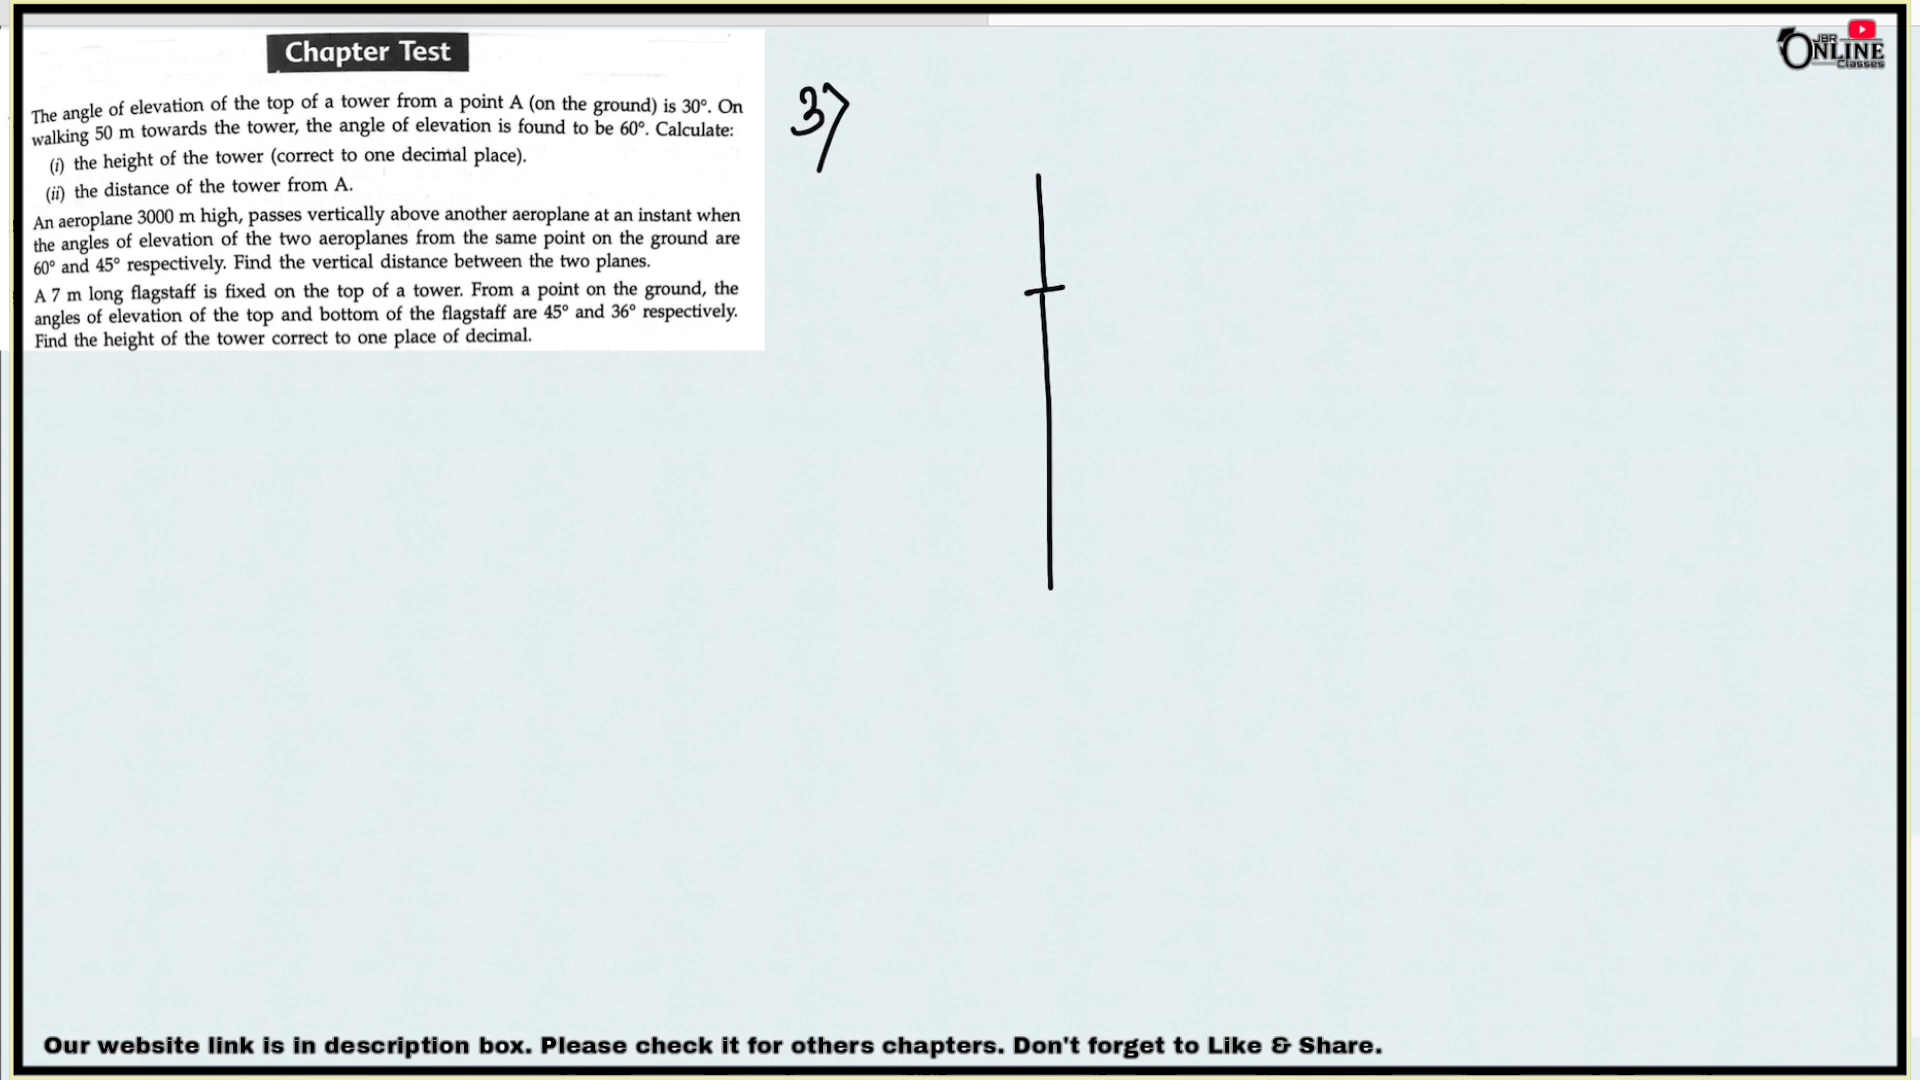 Chapter Test
The angle of elevation of the top of a tower from a point A (on the ground) is 30°. On
walking 50 m towards the tower, the angle of elevation is found to be 60°. Calculate:
(i) the height of the tower (correct to one decimal place).
(ii) the distance of the tower from A.
An aeroplane 3000 m high, passes vertically above another aeroplane at an instant when
the angles of elevation of the two aeroplanes from the same point on the ground are
60° and 45° respectively. Find the vertical distance between the two planes.
A 7 m long flagstaff is fixed on the top of a tower. From a point on the ground, the
angles of elevation of the top and bottom of the flagstaff are 45° and 36° respectively.
Find the height of the tower correct to one place of decimal.
3)
JBR
ONLINE
Classes
Our website link is in description box. Please check it for others chapters. Don't forget to Like & Share.